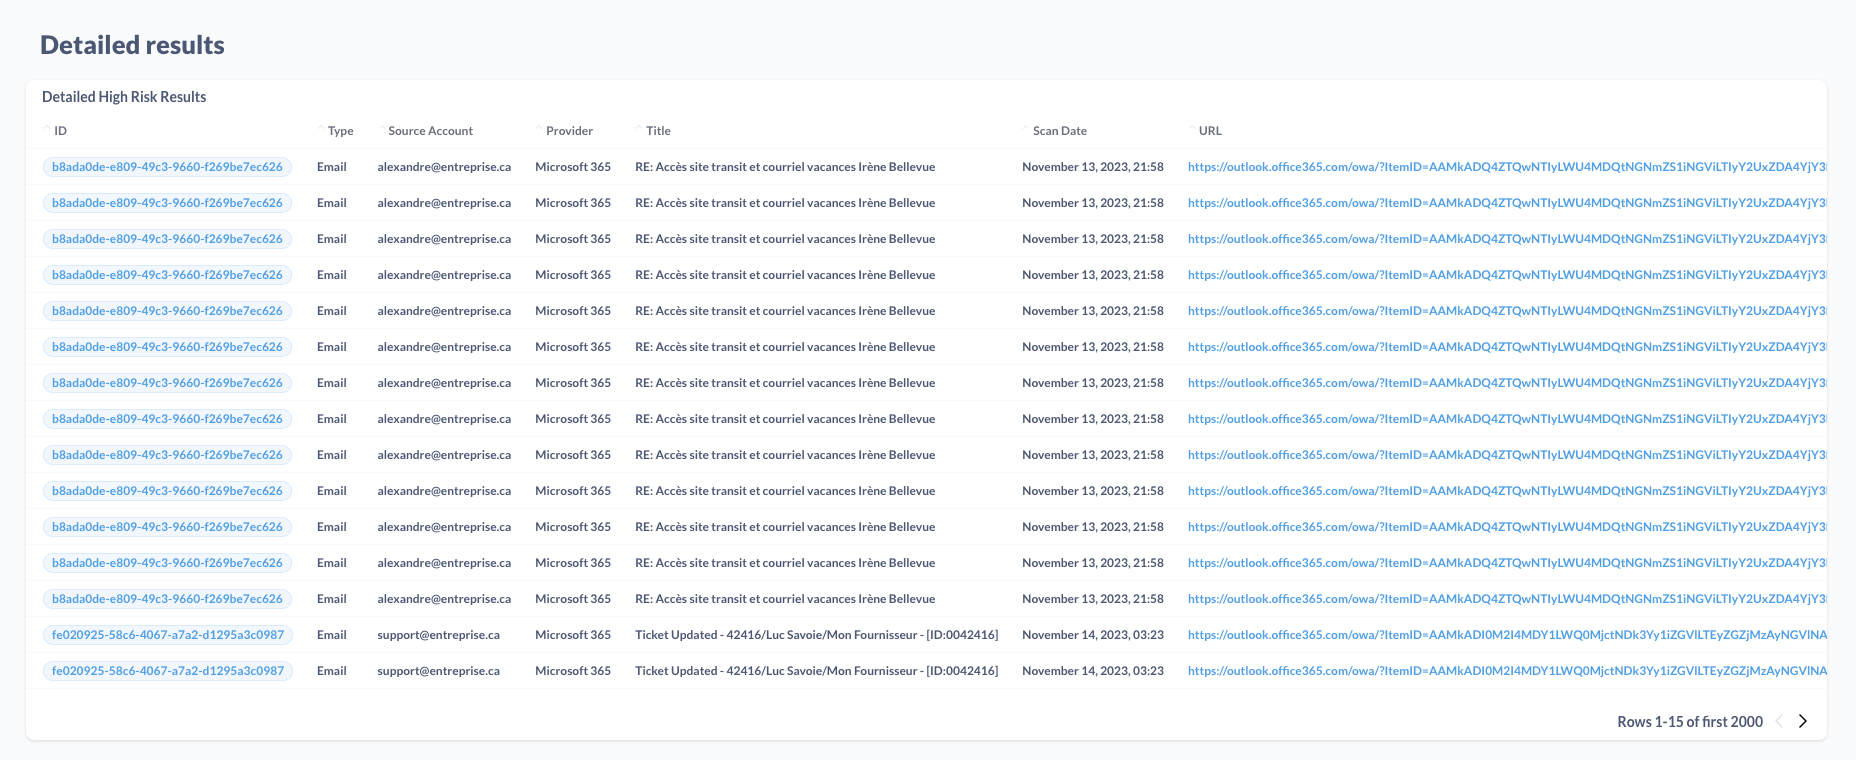 Detailed results
Detailed High Risk Results
ID Type Source Account Provider Title Scan Date URL
b8ada0de-e809-49c3-9660-f269be7ec626 Email alexandre@entreprise.ca Microsoft 365 RE: Accès site transit et courriel vacances Irène Bellevue November 13, 2023, 21:58 https://outlook.office365.com/owa/?ItemID=AAMkADQ4ZTQwNTIyLWU4MDQtNGNmZS1iNGViLTIyY2UxZDA4YjY3
b8ada0de-e809-49c3-9660-f269be7ec626 Email alexandre@entreprise.ca Microsoft 365 RE: Accès site transit et courriel vacances Irène Bellevue November 13, 2023, 21:58 https://outlook.office365.com/owa/?ItemID=AAMkADQ4ZTQwNTIyLWU4MDQtNGNmZS1iNGViLTIyY2UxZDA4YjY3
b8ada0de-e809-49c3-9660-f269be7ec626 Email alexandre@entreprise.ca Microsoft 365 RE: Accès site transit et courriel vacances Irène Bellevue November 13, 2023, 21:58 https://outlook.office365.com/owa/?ItemID=AAMkADQ4ZTQwNTIyLWU4MDQtNGNmZS1iNGViLTIyY2UxZDA4YjY3
b8ada0de-e809-49c3-9660-f269be7ec626 Email alexandre@entreprise.ca Microsoft 365 RE: Accès site transit et courriel vacances Irène Bellevue November 13, 2023, 21:58 https://outlook.office365.com/owa/?ItemID=AAMkADQ4ZTQwNTIyLWU4MDQtNGNmZS1iNGViLTIyY2UxZDA4YjY3
b8ada0de-e809-49c3-9660-f269be7ec626 Email alexandre@entreprise.ca Microsoft 365 RE: Accès site transit et courriel vacances Irène Bellevue November 13, 2023, 21:58 https://outlook.office365.com/owa/?ItemID=AAMkADQ4ZTQwNTIyLWU4MDQtNGNmZS1iNGViLTIyY2UxZDA4YjY3
b8ada0de-e809-49c3-9660-f269be7ec626 Email alexandre@entreprise.ca Microsoft 365 RE: Accès site transit et courriel vacances Irène Bellevue November 13, 2023, 21:58 https://outlook.office365.com/owa/?ItemID=AAMkADQ4ZTQwNTIyLWU4MDQtNGNmZS1iNGViLTIyY2UxZDA4YjY3
b8ada0de-e809-49c3-9660-f269be7ec626 Email alexandre@entreprise.ca Microsoft 365 RE: Accès site transit et courriel vacances Irène Bellevue November 13, 2023, 21:58 https://outlook.office365.com/owa/?ItemID=AAMkADQ4ZTQwNTIyLWU4MDQtNGNmZS1iNGViLTIyY2UxZDA4YjY3
b8ada0de-e809-49c3-9660-f269be7ec626 Email alexandre@entreprise.ca Microsoft 365 RE: Accès site transit et courriel vacances Irène Bellevue November 13, 2023, 21:58 https://outlook.office365.com/owa/?ItemID=AAMkADQ4ZTQwNTIyLWU4MDQtNGNmZS1iNGViLTIyY2UxZDA4YjY3
b8ada0de-e809-49c3-9660-f269be7ec626 Email alexandre@entreprise.ca Microsoft 365 RE: Accès site transit et courriel vacances Irène Bellevue November 13, 2023, 21:58 https://outlook.office365.com/owa/?ItemID=AAMkADQ4ZTQwNTIyLWU4MDQtNGNmZS1iNGViLTIyY2UxZDA4YjY3
b8ada0de-e809-49c3-9660-f269be7ec626 Email alexandre@entreprise.ca Microsoft 365 RE: Accès site transit et courriel vacances Irène Bellevue November 13, 2023, 21:58 https://outlook.office365.com/owa/?ItemID=AAMkADQ4ZTQwNTIyLWU4MDQtNGNmZS1iNGViLTIyY2UxZDA4YjY3
b8ada0de-e809-49c3-9660-f269be7ec626 Email alexandre@entreprise.ca Microsoft 365 RE: Accès site transit et courriel vacances Irène Bellevue November 13, 2023, 21:58 https://outlook.office365.com/owa/?ItemID=AAMkADQ4ZTQwNTIyLWU4MDQtNGNmZS1iNGViLTIyY2UxZDA4YjY3
b8ada0de-e809-49c3-9660-f269be7ec626 Email alexandre@entreprise.ca Microsoft 365 RE: Accès site transit et courriel vacances Irène Bellevue November 13, 2023, 21:58 https://outlook.office365.com/owa/?ItemID=AAMkADQ4ZTQwNTIyLWU4MDQtNGNmZS1iNGViLTIyY2UxZDA4YjY3
b8ada0de-e809-49c3-9660-f269be7ec626 Email alexandre@entreprise.ca Microsoft 365 RE: Accès site transit et courriel vacances Irène Bellevue November 13, 2023, 21:58 https://outlook.office365.com/owa/?ItemID=AAMkADQ4ZTQwNTIyLWU4MDQtNGNmZS1iNGViLTIyY2UxZDA4YjY3
fe020925-58c6-4067-a7a2-d1295a3c0987 Email support@entreprise.ca Microsoft 365 Ticket Updated - 42416/Luc Savoie/Mon Fournisseur - [ID:0042416] November 14, 2023, 03:23 https://outlook.office365.com/owa/?ItemID=AAMkADI0M2I4MDY1LWQ0MjctNDk3Yy1iZGVlLTEyZGZjMzAyNGVlNA
fe020925-58c6-4067-a7a2-d1295a3c0987 Email support@entreprise.ca Microsoft 365 Ticket Updated - 42416/Luc Savoie/Mon Fournisseur - [ID:0042416] November 14, 2023, 03:23 https://outlook.office365.com/owa/?ItemID=AAMkADI0M2I4MDY1LWQ0MjctNDk3Yy1iZGVlLTEyZGZjMzAyNGVlNA
Rows 1-15 of first 2000